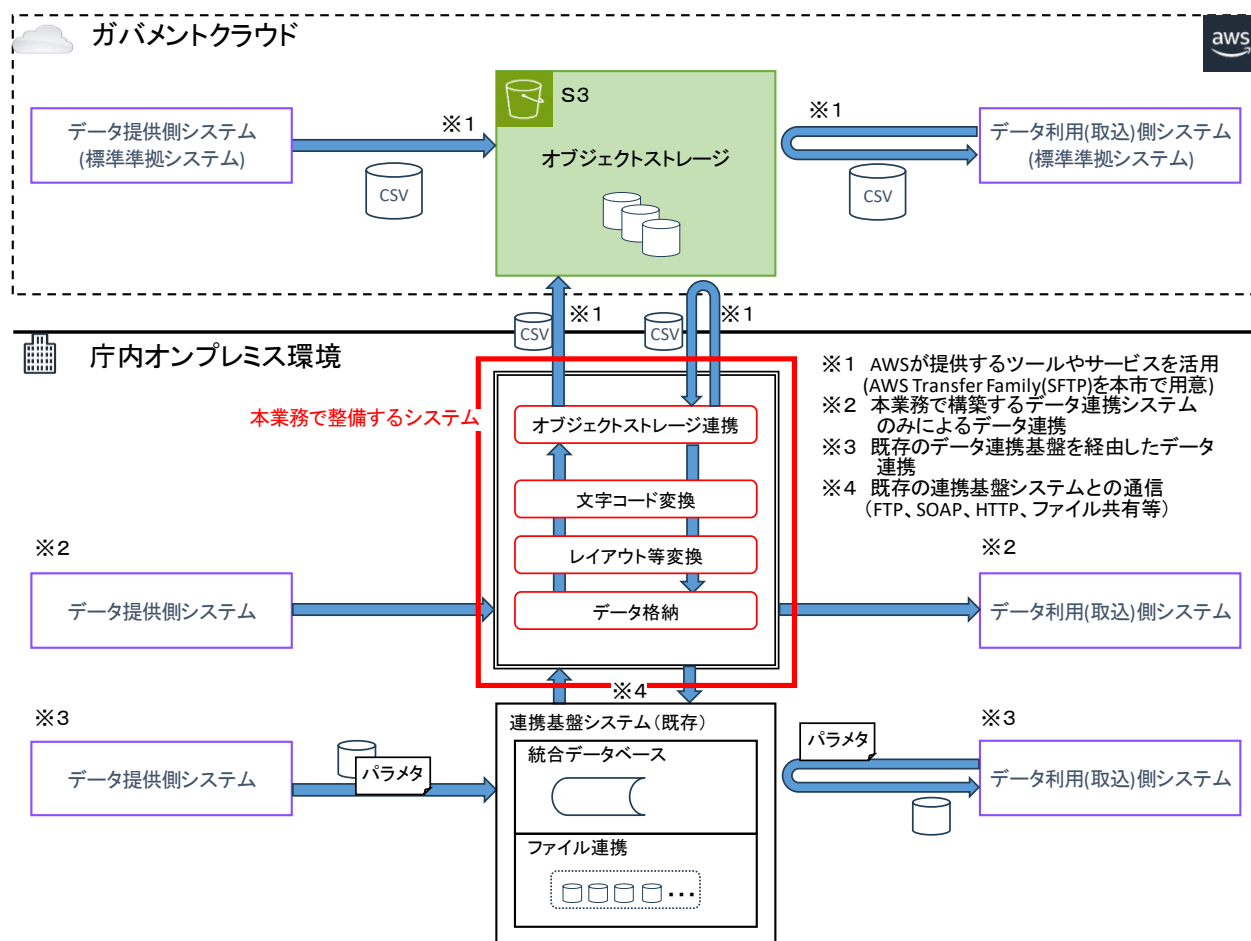 ガバメントクラウド
aws
S3
データ提供側システム
(標準準拠システム)
※1
CSV
オブジェクトストレージ
※1
CSV
データ利用(取込)側システム
(標準準拠システム)
CSV
※1
CSV
※1
庁内オンプレミス環境
本業務で整備するシステム
オブジェクトストレージ連携
文字コード変換
レイアウト等変換
データ格納
※1 AWSが提供するツールやサービスを活用
(AWS Transfer Family(SFTP)を本市で用意)
※2 本業務で構築するデータ連携システム
のみによるデータ連携
※3 既存のデータ連携基盤を経由したデータ
連携
※4 既存の連携基盤システムとの通信
(FTP、SOAP、HTTP、ファイル共有等)
※2
データ提供側システム
※2
データ利用(取込)側システム
※4
※3
データ提供側システム
パラメタ
連携基盤システム(既存)
統合データベース
ファイル連携
・・・
パラメタ
※3
データ利用(取込)側システム